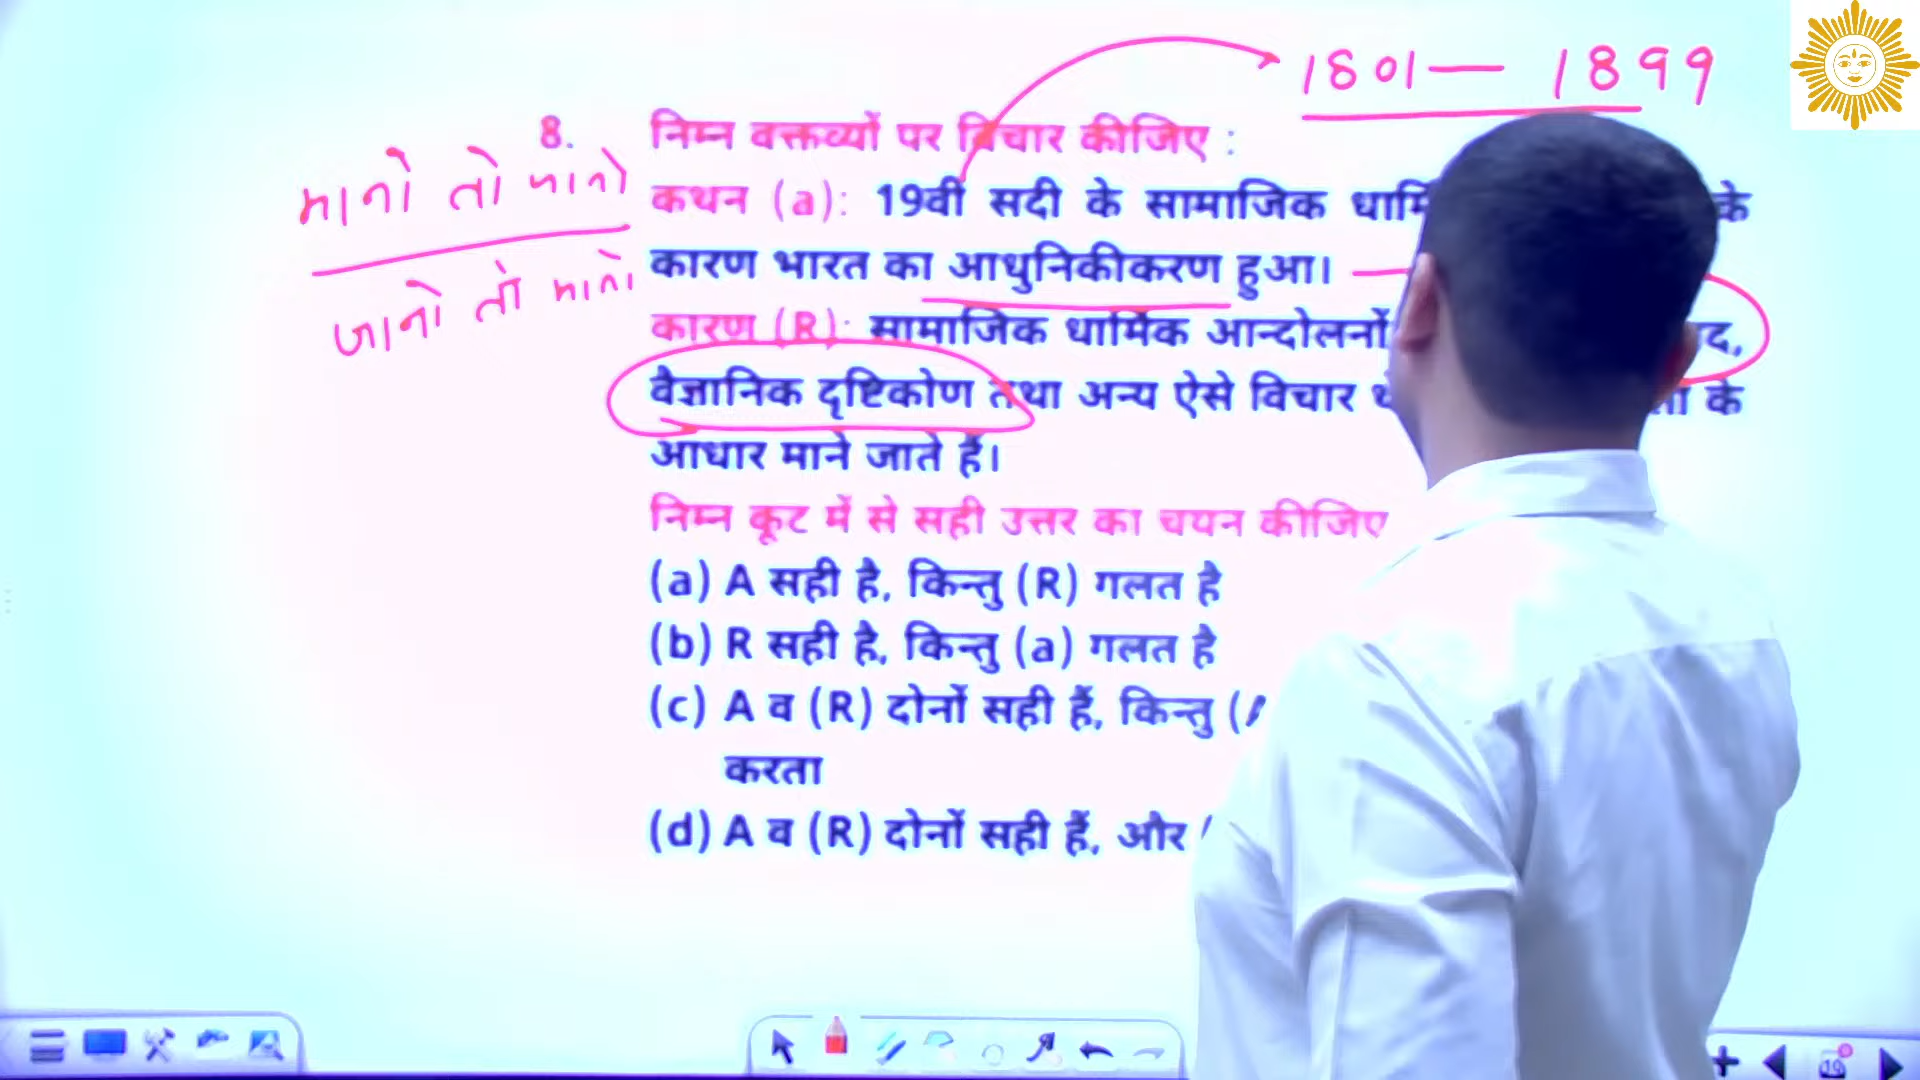 1801 — 1899
8. निम्न वक्तव्यों पर विचार कीजिए :
मानो तो मानो
जानो तो मानो
कथन (a): 19वीं सदी के सामाजिक के
कारण भारत का आधुनिकीकरण हुआ।
कारण (R): सामाजिक धार्मिक आन्दोलनों
वैज्ञानिक दृष्टिकोण तथा अन्य ऐसे विचार के
आधार माने जाते हैं।
निम्न कूट में से सही उत्तर का चयन कीजिए
(a) A सही है, किन्तु (R) गलत है
(b) R सही है, किन्तु (a) गलत है
(c) A व (R) दोनों सही हैं, किन्तु
करता
(d) A व (R) दोनों सही हैं, और
19